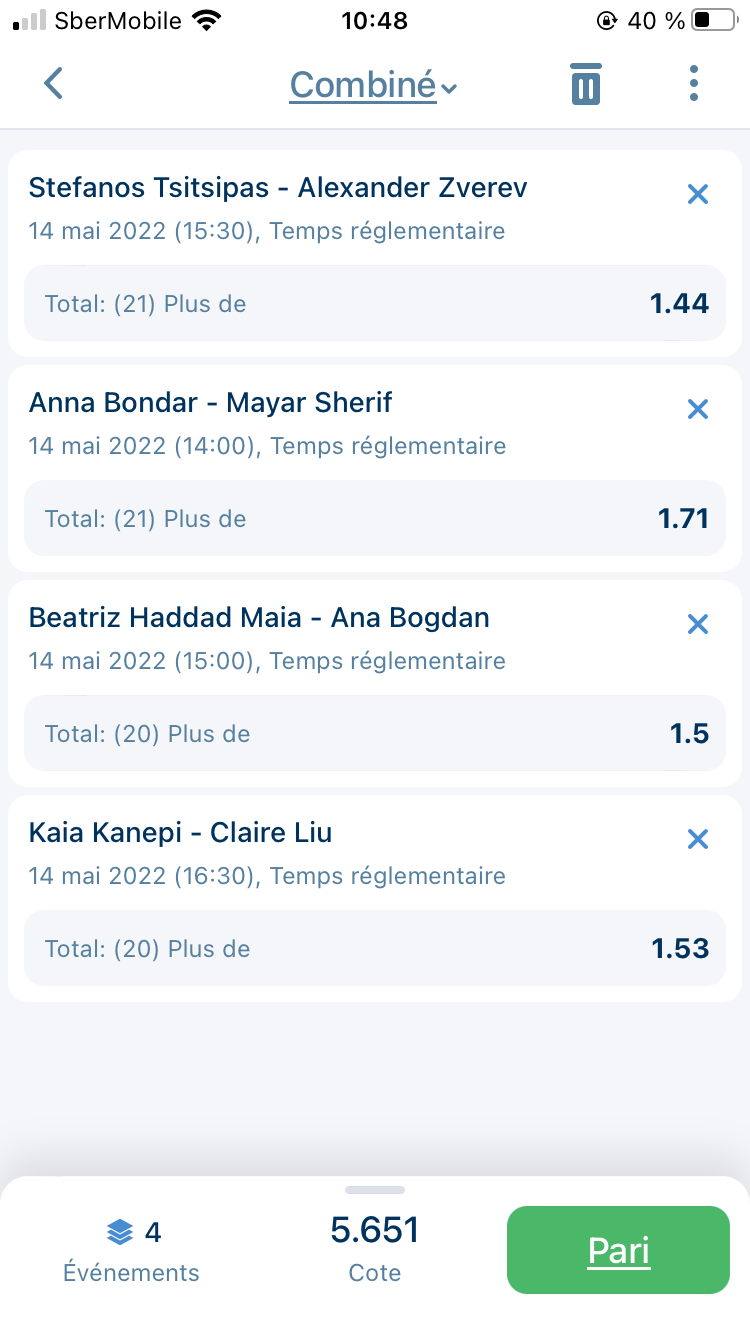 SberMobile 10:48 40 %
Combiné
Stefanos Tsitsipas - Alexander Zverev
14 mai 2022 (15:30), Temps réglementaire
Total: (21) Plus de 1.44
Anna Bondar - Mayar Sherif
14 mai 2022 (14:00), Temps réglementaire
Total: (21) Plus de 1.71
Beatriz Haddad Maia - Ana Bogdan
14 mai 2022 (15:00), Temps réglementaire
Total: (20) Plus de 1.5
Kaia Kanepi - Claire Liu
14 mai 2022 (16:30), Temps réglementaire
Total: (20) Plus de 1.53
4 5.651
Événements Cote
Pari